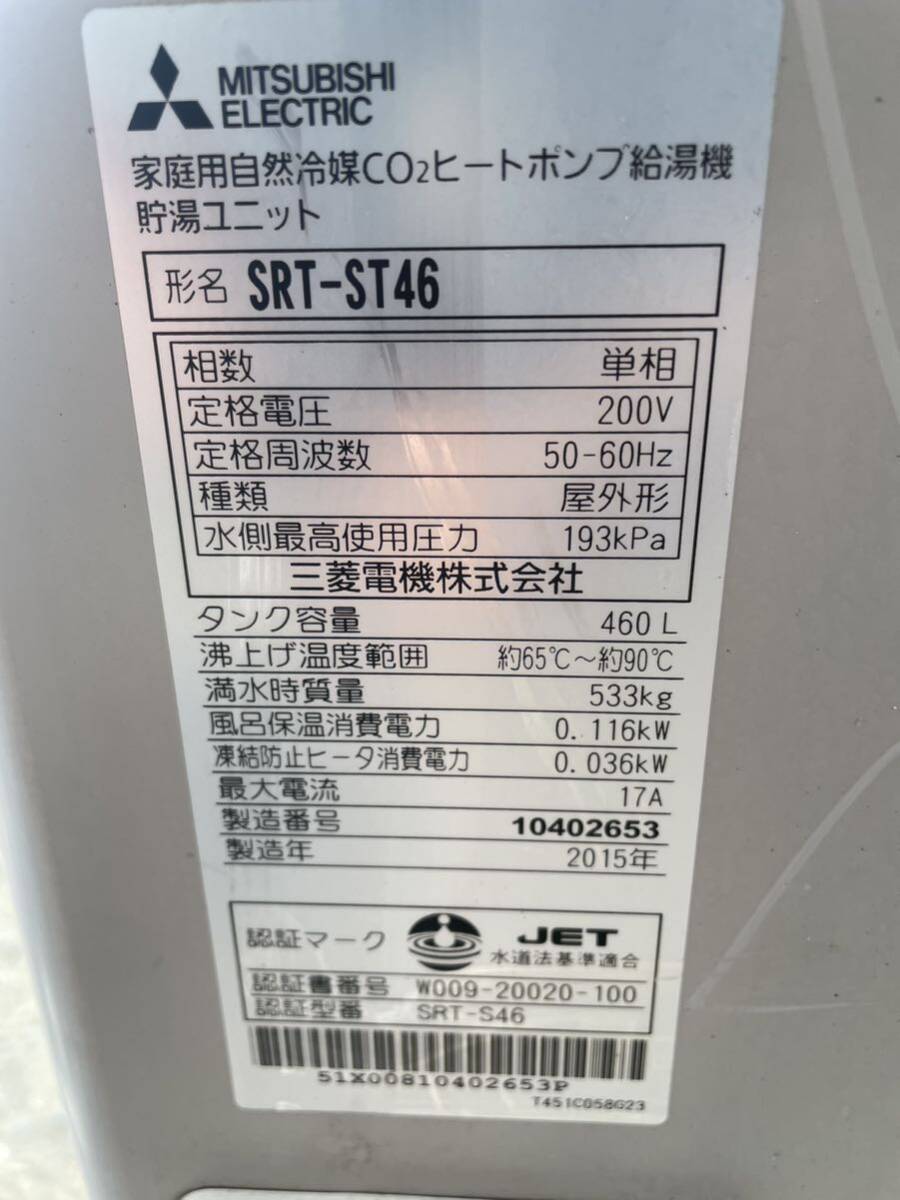 MITSUBISHI
ELECTRIC
家庭用自然冷媒CO₂ヒートポンプ給湯機
貯湯ユニット
形名 SRT-ST46
相数 単相
定格電圧 200V
定格周波数 50-60Hz
種類 屋外形
水側最高使用圧力 193kPa
三菱電機株式会社
タンク容量 460L
沸上げ温度範囲 約65℃～約90℃
満水時質量 533kg
風呂保温消費電力 0.116kW
凍結防止ヒータ消費電力 0.036kW
最大電流 17A
製造番号 10402653
製造年 2015年
認証マーク JET
水道法基準適合
認証書番号 W009-20020-100
認証型番 SRT-S46
51X00810402653P
T451C058G23